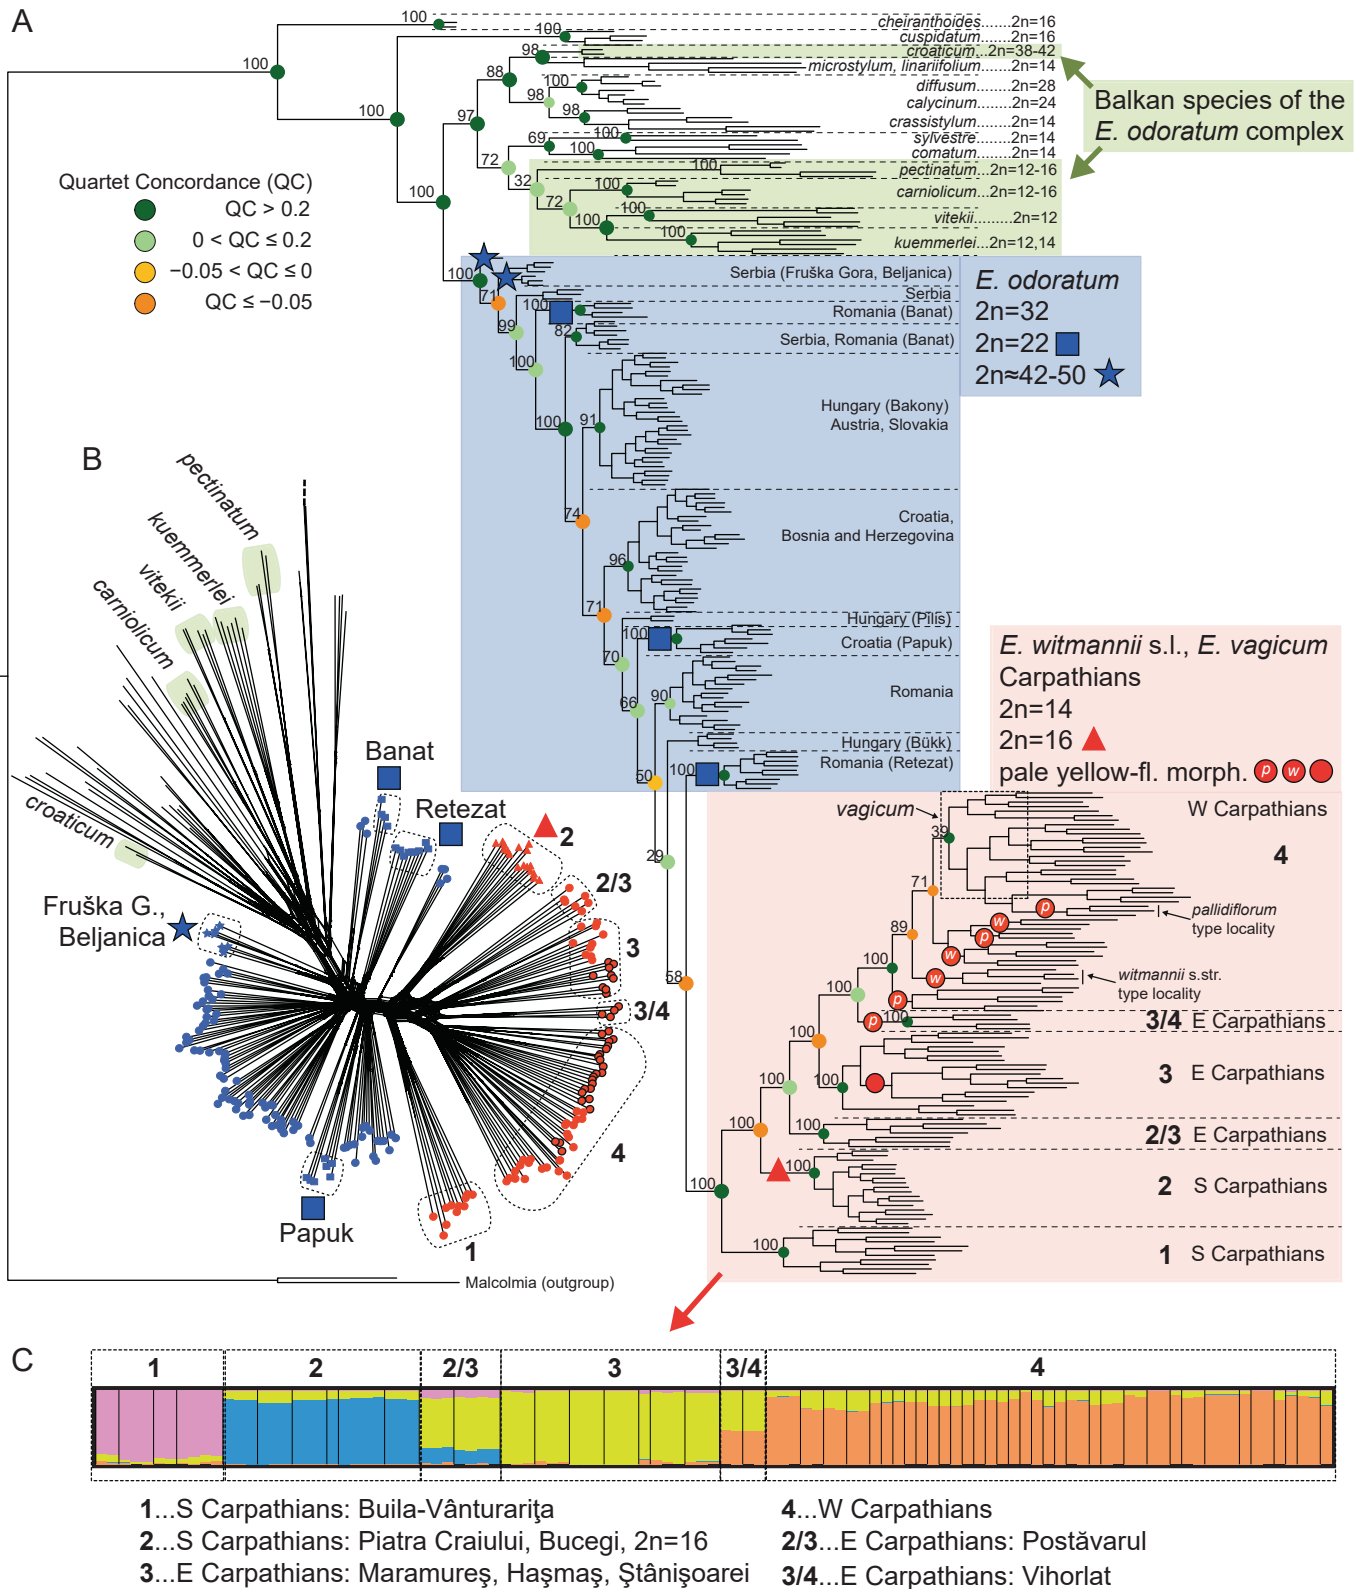 A
cheiranthoides.......2n=16
cuspidatum.......2n=16
croaticum...2n=38-42
microstylum, linariifolium.......2n=14
diffusum.......2n=28
calycinum.......2n=24
crassistylum.......2n=14
sylvestre.......2n=14
comatum.......2n=14
pectinatum...2n=12-16
carniolicum...2n=12-16
vitekii.........2n=12
kuemmerlei...2n=12,14
Balkan species of the
E. odoratum complex
Quartet Concordance (QC)
QC > 0.2
0 < QC ≤ 0.2
−0.05 < QC ≤ 0
QC ≤ −0.05
100
100
100
100
100
98
88
100
98
98
97
69
100
100
72
100
32
100
72
100
100
100
100
71
100
99
82
100
100
91
74
96
71
100
70
66
90
50
100
29
58
Serbia (Fruška Gora, Beljanica)
Serbia
Romania (Banat)
Serbia, Romania (Banat)
Hungary (Bakony)
Austria, Slovakia
Croatia,
Bosnia and Herzegovina
Hungary (Pilis)
Croatia (Papuk)
Romania
Hungary (Bükk)
Romania (Retezat)
E. odoratum
2n=32
2n=22
2n≈42-50
E. witmannii s.l., E. vagicum
Carpathians
2n=14
2n=16
pale yellow-fl. morph. p w
vagicum
W Carpathians
4
39
71
p
pallidiflorum
type locality
w
p
89
w
100
w
witmannii s.str.
type locality
p
100
p
100
3/4 E Carpathians
100
100
3 E Carpathians
100
100
2/3 E Carpathians
100
100
2 S Carpathians
100
100
1 S Carpathians
Malcolmia (outgroup)
B
pectinatum
kuemmerlei
vitekii
carniolicum
croaticum
Banat
Retezat
2
2/3
Fruška G.,
Beljanica
3
3/4
4
Papuk
1
C
1 2 2/3 3 3/4 4
1...S Carpathians: Buila-Vânturarița
2...S Carpathians: Piatra Craiului, Bucegi, 2n=16
3...E Carpathians: Maramureş, Haşmaş, Ştânişoarei
4...W Carpathians
2/3...E Carpathians: Postăvarul
3/4...E Carpathians: Vihorlat